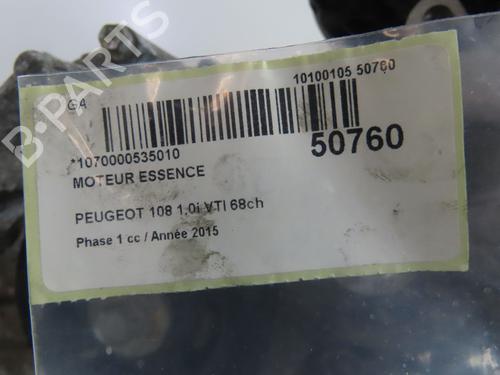 GA
10100105 50760
*1070000535010
50760
MOTEUR ESSENCE
PEUGEOT 108 1,0i VTI 68ch
Phase 1 cc / Année 2015
B-PARTS